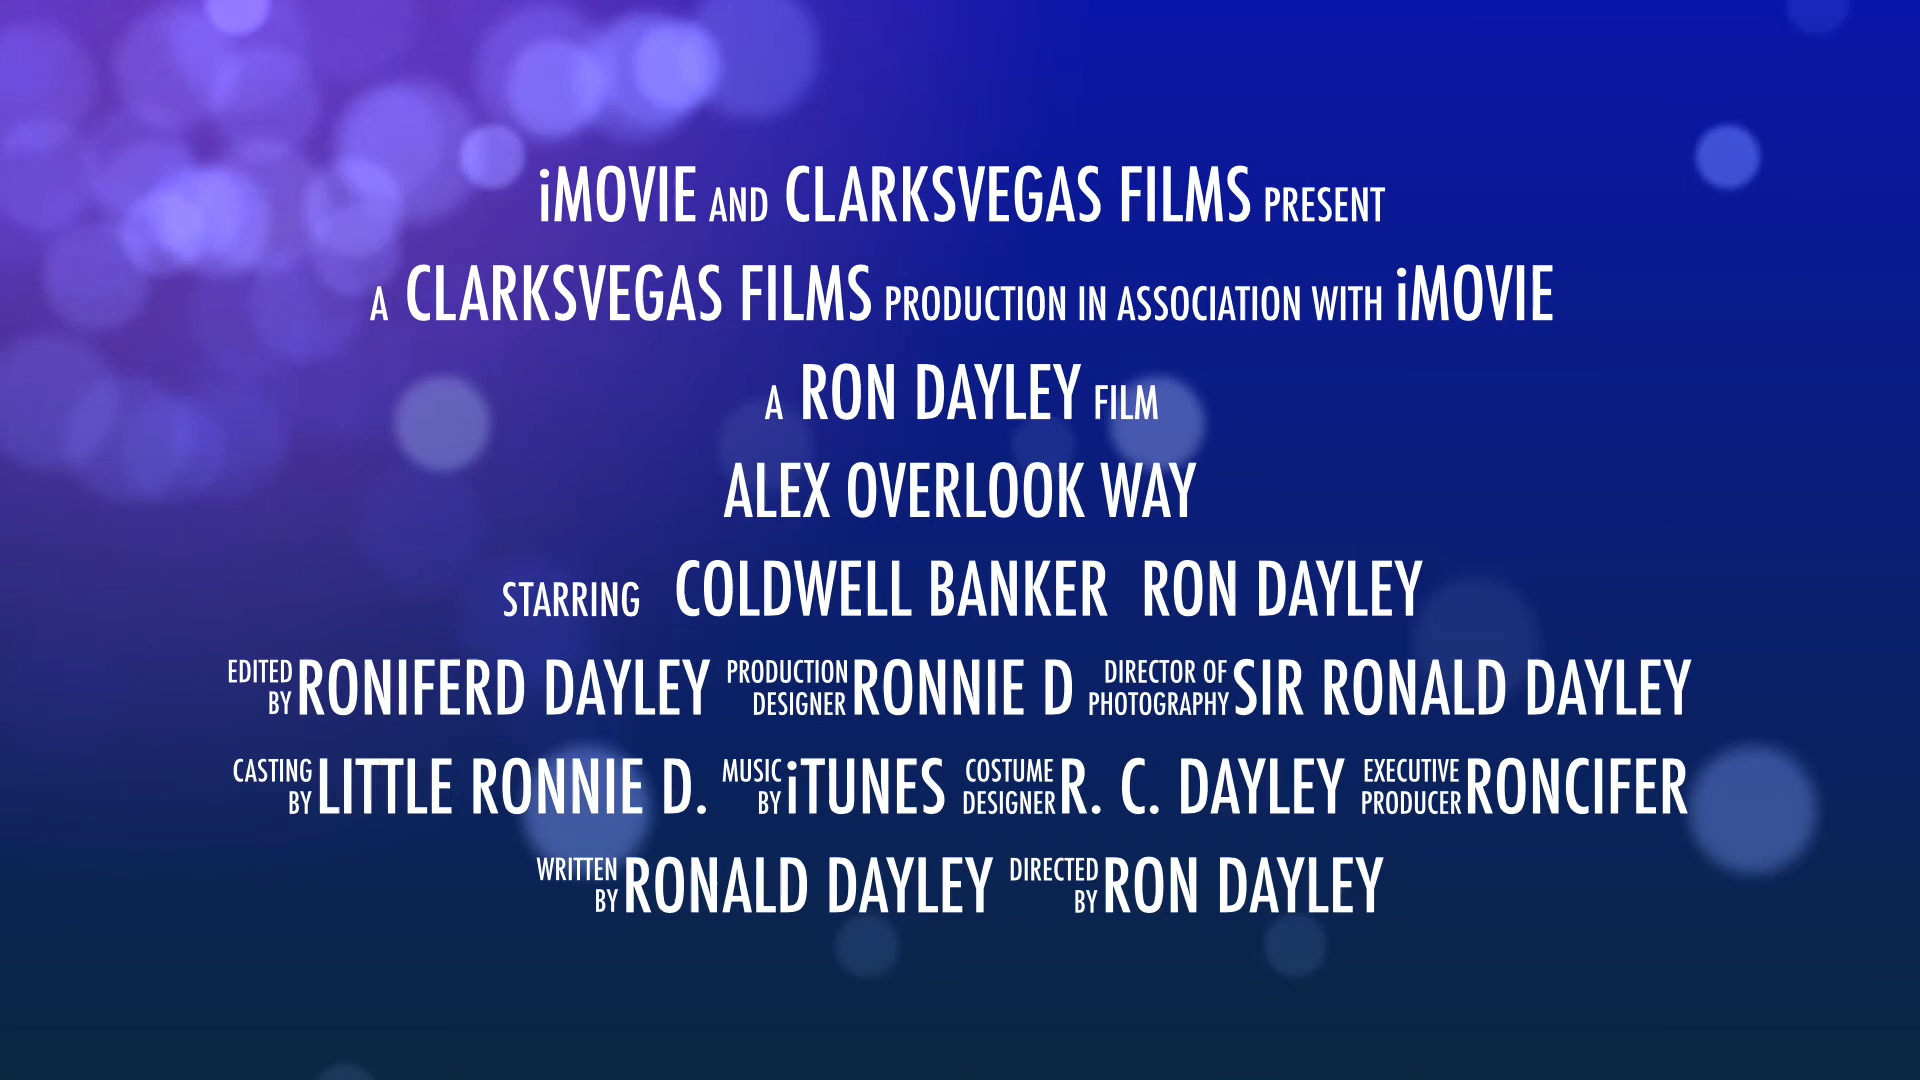 iMOVIE AND CLARKSVEGAS FILMS PRESENT
A CLARKSVEGAS FILMS PRODUCTION IN ASSOCIATION WITH iMOVIE
A RON DAYLEY FILM
ALEX OVERLOOK WAY
STARRING COLDWELL BANKER RON DAYLEY
EDITED BY RONIFERD DAYLEY PRODUCTION DESIGNER RONNIE D DIRECTOR OF PHOTOGRAPHY SIR RONALD DAYLEY
CASTING BY LITTLE RONNIE D. MUSIC BY iTUNES COSTUME DESIGNER R. C. DAYLEY EXECUTIVE PRODUCER RONCIFER
WRITTEN BY RONALD DAYLEY DIRECTED BY RON DAYLEY